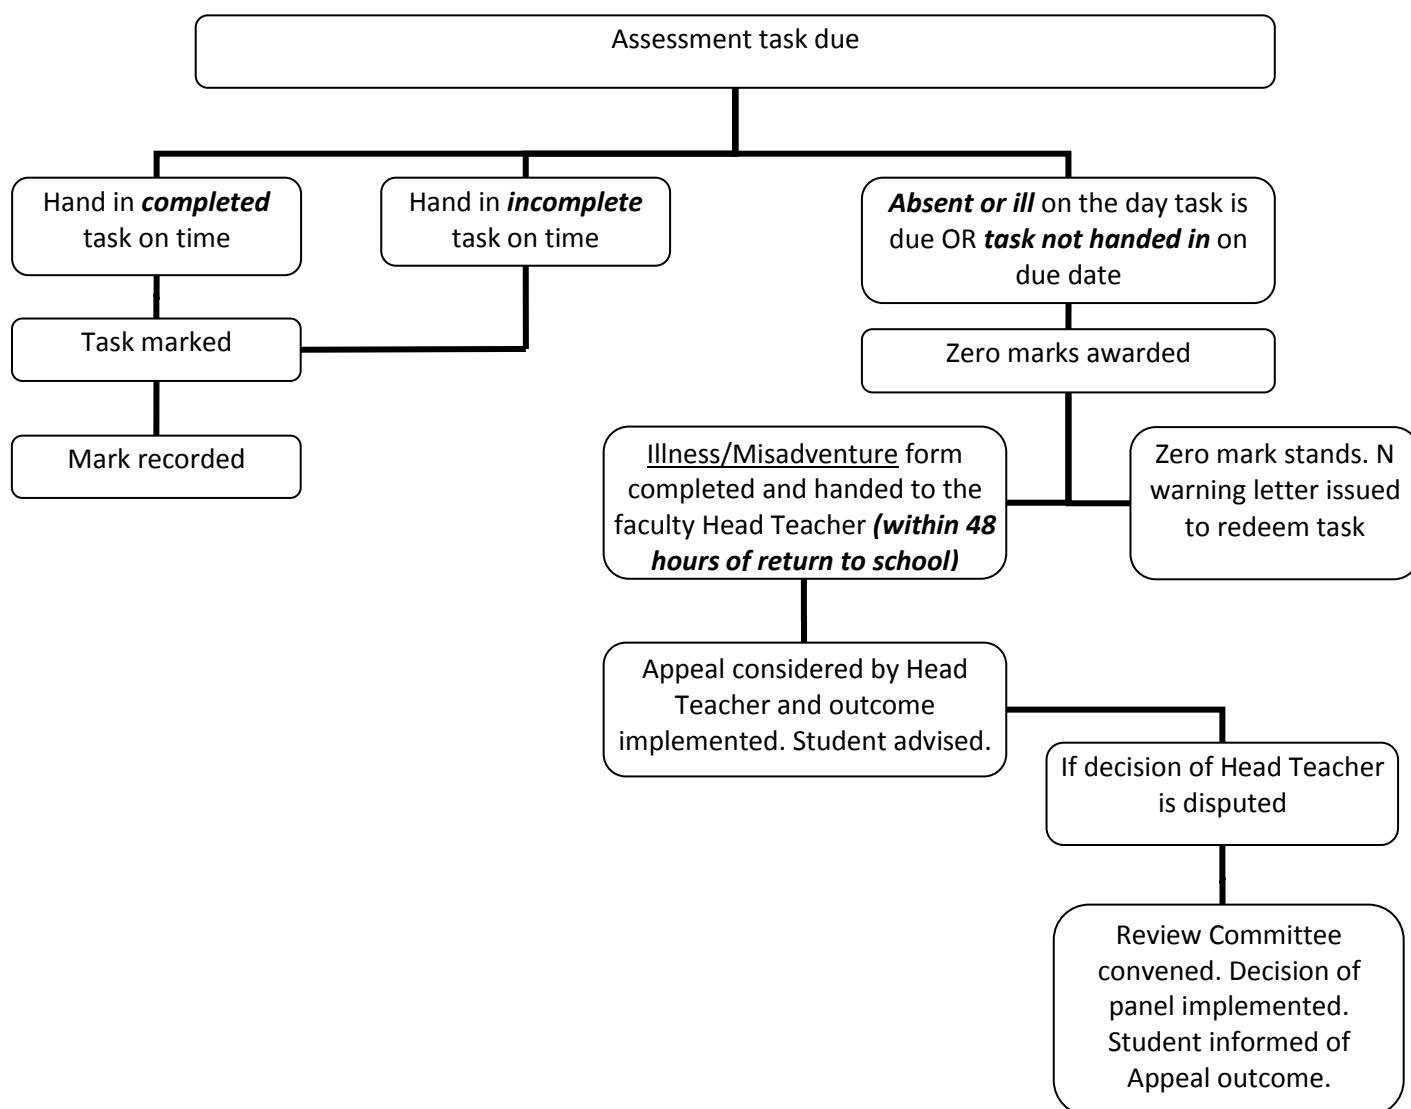 Assessment task due
Hand in completed
task on time
Hand in incomplete
task on time
Absent or ill on the day task is
due OR task not handed in on
due date
Task marked
Zero marks awarded
Mark recorded
Illness/Misadventure form
completed and handed to the
faculty Head Teacher (within 48
hours of return to school)
Zero mark stands. N
warning letter issued
to redeem task
Appeal considered by Head
Teacher and outcome
implemented. Student advised.
If decision of Head Teacher
is disputed
Review Committee
convened. Decision of
panel implemented.
Student informed of
Appeal outcome.